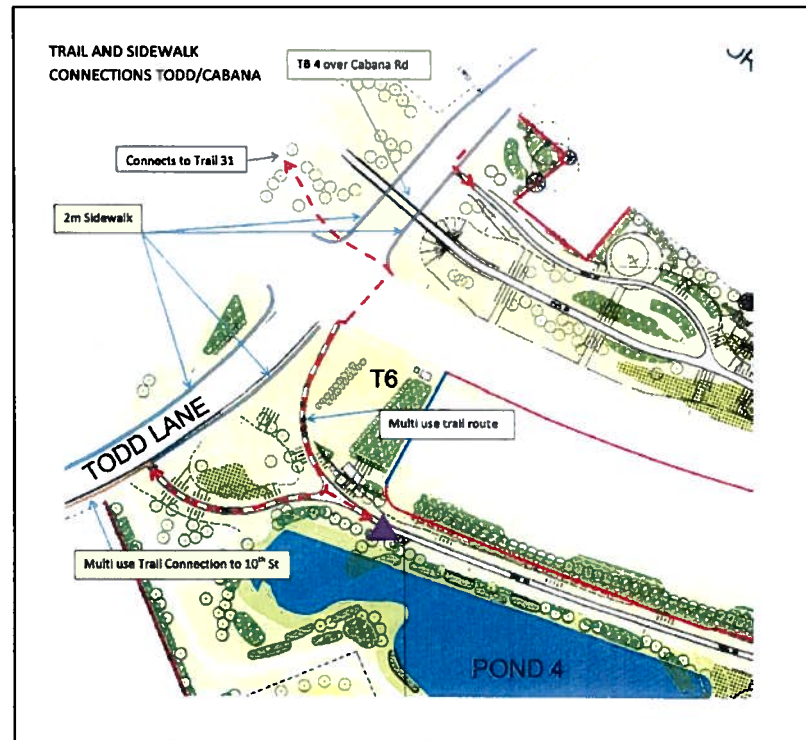 TRAIL AND SIDEWALK
CONNECTIONS TODD/CABANA
TB 4 over Cabana Rd
Connects to Trail 31
2m Sidewalk
T6
TODD LANE
Multi use trail route
Multi use Trail Connection to 10th St
POND 4